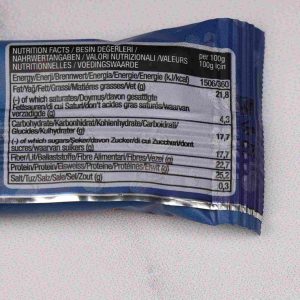 NUTRITION FACTS / BESIN DEGERLERI / per 100g
NAHRWERTANGABEN / VALORI NUTRIZIONALI / VALEURS 100g için
NUTRITIONNELLES / VOEDINGSWAARDE
Energy/Enerji/Brennwert/Energia/Energie/Energie (kJ/kcal) 1506/360
Fat/Yağ/Fett/Grassi/Matières grasses/Vet (g) 21,8
(-) of which saturates/Doymuş/davon gesättigte
Fettsäuren/di cui Saturi/dont acides gras saturés/waarvan
verzadigde (g) 4,3
Carbohydrate/Karbonhidrat/Kohlenhydrate/Carboidrati/
Glucides/Kulhydrater (g) 17,7
(-) of which sugars/Şeker/davon Zucker/di cui Zuccheri/dont
sucres/waarvan suikers (g) 17,7
Fiber/Lif/Ballaststoffe/Fibre Alimentari/Fibres/Vezel (g) 22,7
Protein/Protein/Eiweiss/Proteine/Protéines/Eiwit (g) 25,2
Salt/Tuz/Salz/Sale/Sel/Zout (g) 0,3